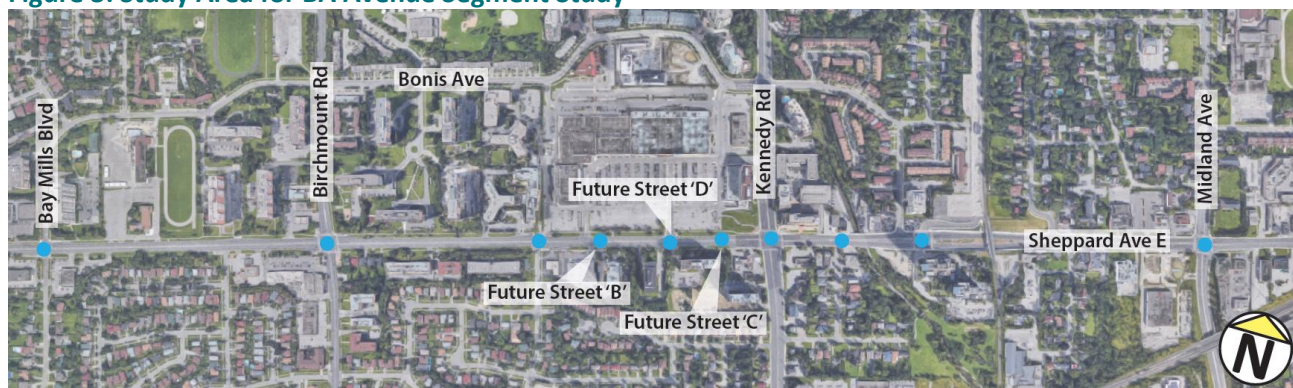 Figure 3: Study Area for DA Avenue Segment Study
Bonis Ave
Bay Mills Blvd
Birchmount Rd
Kennedy Rd
Midland Ave
Future Street 'D'
Sheppard Ave E
Future Street 'B'
Future Street 'C'
N